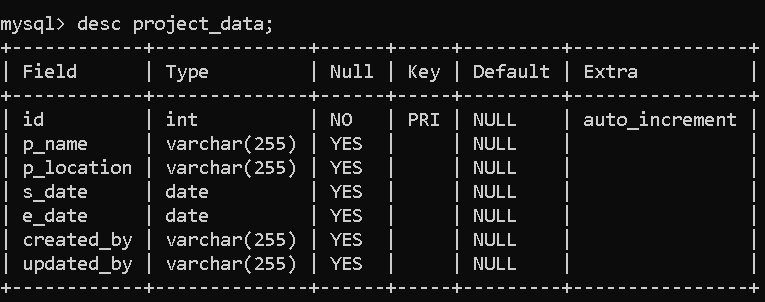 mysql> desc project_data;
+------------+--------------+------+-----+---------+----------------+
| Field      | Type         | Null | Key | Default | Extra          |
+------------+--------------+------+-----+---------+----------------+
| id         | int          | NO   | PRI | NULL    | auto_increment |
| p_name     | varchar(255) | YES  |     | NULL    |                |
| p_location | varchar(255) | YES  |     | NULL    |                |
| s_date     | date         | YES  |     | NULL    |                |
| e_date     | date         | YES  |     | NULL    |                |
| created_by | varchar(255) | YES  |     | NULL    |                |
| updated_by | varchar(255) | YES  |     | NULL    |                |
+------------+--------------+------+-----+---------+----------------+